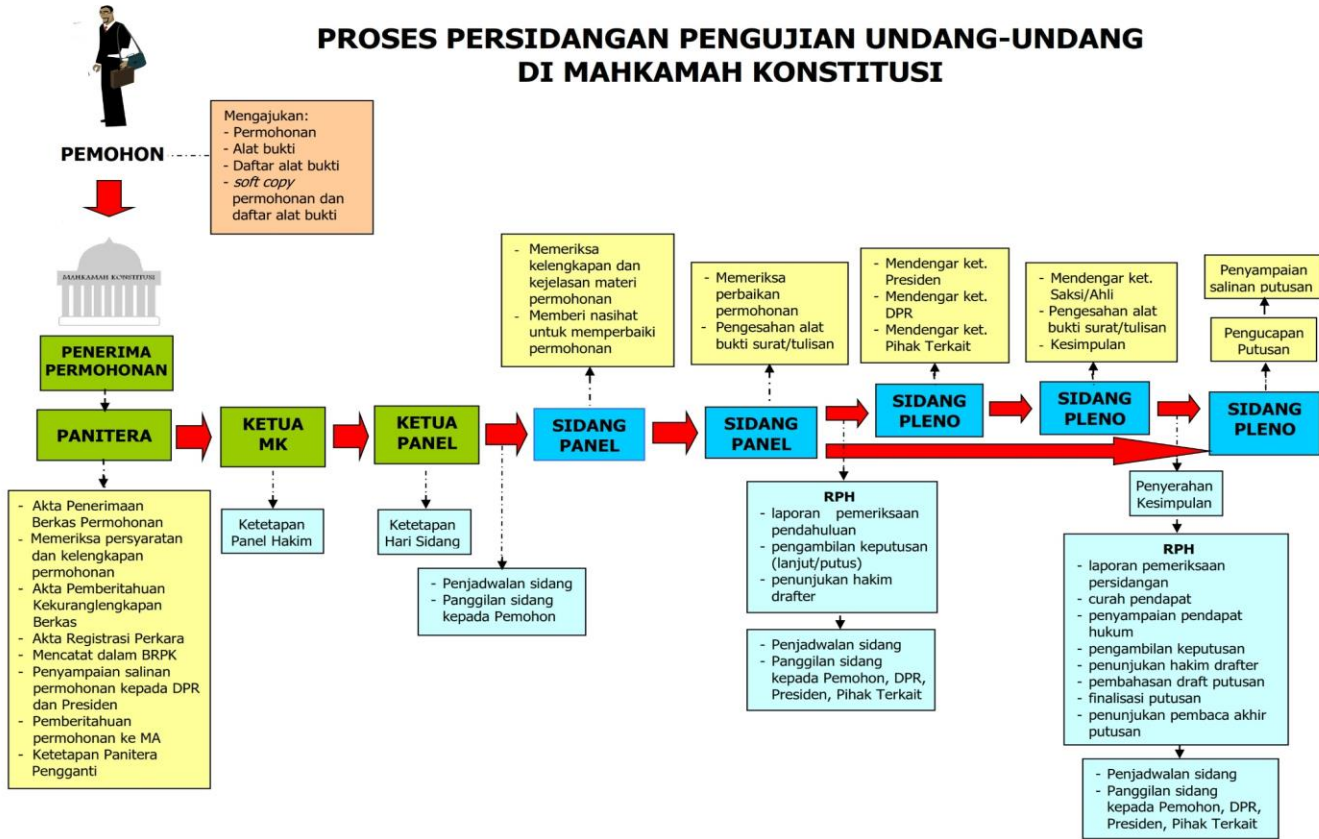 PROSES PERSIDANGAN PENGUJIAN UNDANG-UNDANG
DI MAHKAMAH KONSTITUSI
PEMOHON
Mengajukan:
- Permohonan
- Alat bukti
- Daftar alat bukti
- soft copy
permohonan dan
daftar alat bukti
MAHKAMAH KONSTITUSI
PENERIMA
PERMOHONAN
PANITERA
- Akta Penerimaan
Berkas Permohonan
- Memeriksa persyaratan
dan kelengkapan
permohonan
- Akta Pemberitahuan
Kekuranglengkapan
Berkas
- Akta Registrasi Perkara
- Mencatat dalam BRPK
- Penyampaian salinan
permohonan kepada DPR
dan Presiden
- Pemberitahuan
permohonan ke MA
- Ketetapan Panitera
Pengganti
KETUA
MK
Ketetapan
Panel Hakim
KETUA
PANEL
Ketetapan
Hari Sidang
- Penjadwalan sidang
- Panggilan sidang
kepada Pemohon
- Memeriksa
kelengkapan dan
kejelasan materi
permohonan
- Memberi nasihat
untuk memperbaiki
permohonan
SIDANG
PANEL
- Memeriksa
perbaikan
permohonan
- Pengesahan alat
bukti surat/tulisan
SIDANG
PANEL
RPH
- laporan pemeriksaan
pendahuluan
- pengambilan keputusan
(lanjut/putus)
- penunjukan hakim
drafter
- Penjadwalan sidang
- Panggilan sidang
kepada Pemohon, DPR,
Presiden, Pihak Terkait
- Mendengar ket.
Presiden
- Mendengar ket.
DPR
- Mendengar ket.
Pihak Terkait
SIDANG
PLENO
- Mendengar ket.
Saksi/Ahli
- Pengesahan alat
bukti surat/tulisan
- Kesimpulan
SIDANG
PLENO
Penyerahan
Kesimpulan
RPH
- laporan pemeriksaan
persidangan
- curah pendapat
- penyampaian pendapat
hukum
- pengambilan keputusan
- penunjukan hakim drafter
- pembahasan draft putusan
- finalisasi putusan
- penunjukan pembaca akhir
putusan
- Penjadwalan sidang
- Panggilan sidang
kepada Pemohon, DPR,
Presiden, Pihak Terkait
Penyampaian
salinan putusan
Pengucapan
Putusan
SIDANG
PLENO